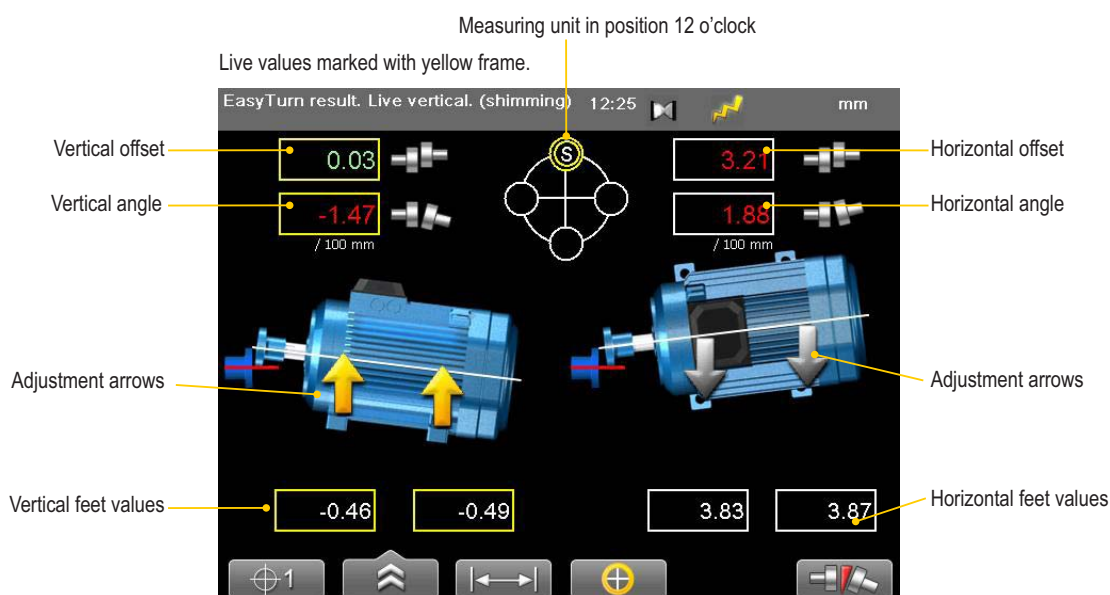 Measuring unit in position 12 o’clock
Live values marked with yellow frame.
EasyTurn result. Live vertical. (shimming) 12:25 mm
Vertical offset
0.03
S
3.21
Horizontal offset
Vertical angle
-1.47
1.88
Horizontal angle
/ 100 mm
/ 100 mm
Adjustment arrows
Adjustment arrows
Vertical feet values
-0.46
-0.49
3.83
3.87
Horizontal feet values
1